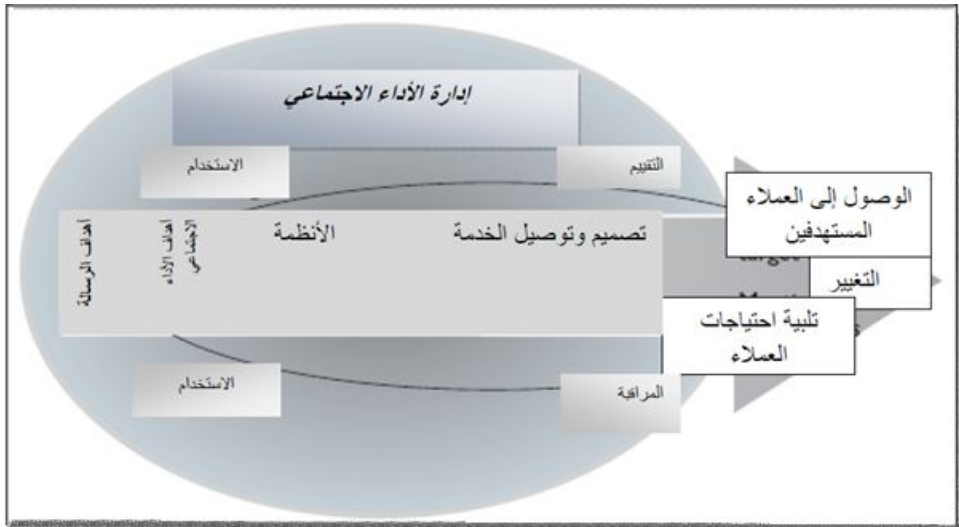 إدارة الأداء الاجتماعي
التقييم
الاستخدام
الوصول إلى العملاء
المستهدفين
target
التغيير
تصميم وتوصيل الخدمة
الأنظمة
أهداف الأداء
الاجتماعي
أهداف الرسالة
تلبية احتياجات
العملاء
المراقبة
الاستخدام